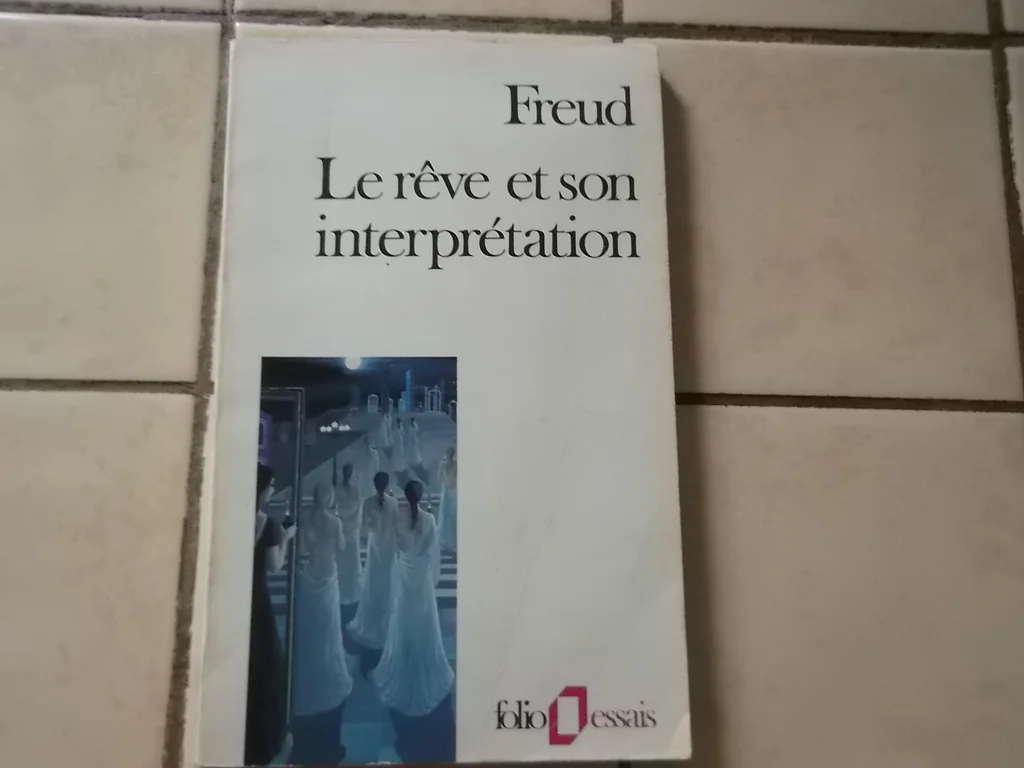 Freud
Le rêve et son
interprétation
folio essais